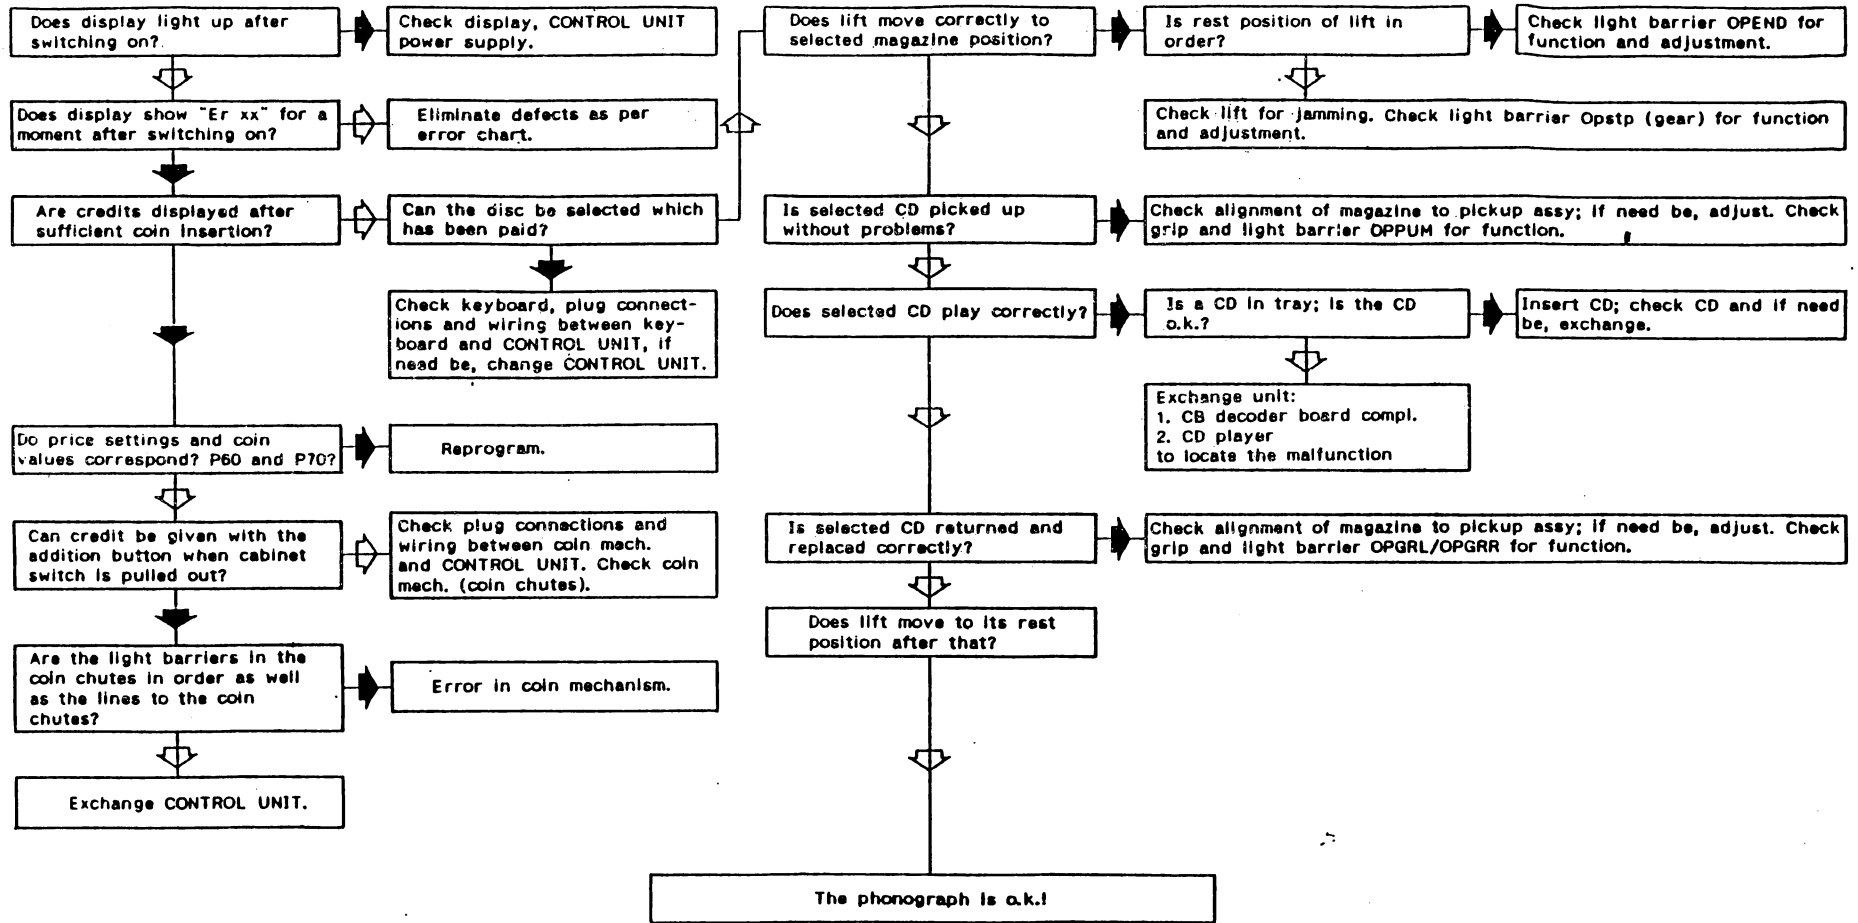 Does display light up after
switching on?
Check display, CONTROL UNIT
power supply.
Does display show "Er xx" for a
moment after switching on?
Eliminate defects as per
error chart.
Are credits displayed after
sufficient coin insertion?
Can the disc be selected which
has been paid?
Check keyboard, plug connect-
ions and wiring between key-
board and CONTROL UNIT, if
need be, change CONTROL UNIT.
Do price settings and coin
values correspond? P60 and P70?
Reprogram.
Can credit be given with the
addition button when cabinet
switch is pulled out?
Check plug connections and
wiring between coin mech.
and CONTROL UNIT. Check coin
mech. (coin chutes).
Are the light barriers in the
coin chutes in order as well
as the lines to the coin
chutes?
Error in coin mechanism.
Exchange CONTROL UNIT.
Does lift move correctly to
selected magazine position?
Is rest position of lift in
order?
Check light barrier OPEND for
function and adjustment.
Check lift for jamming. Check light barrier Opstp (gear) for function
and adjustment.
Is selected CD picked up
without problems?
Check alignment of magazine to pickup assy; if need be, adjust. Check
grip and light barrier OPPUM for function.
Does selected CD play correctly?
Is a CD in tray; is the CD
o.k.?
Insert CD; check CD and if need
be, exchange.
Exchange unit:
1. CB decoder board compl.
2. CD player
to locate the malfunction
Is selected CD returned and
replaced correctly?
Check alignment of magazine to pickup assy; if need be, adjust. Check
grip and light barrier OPGRL/OPGRR for function.
Does lift move to its rest
position after that?
The phonograph is o.k.!